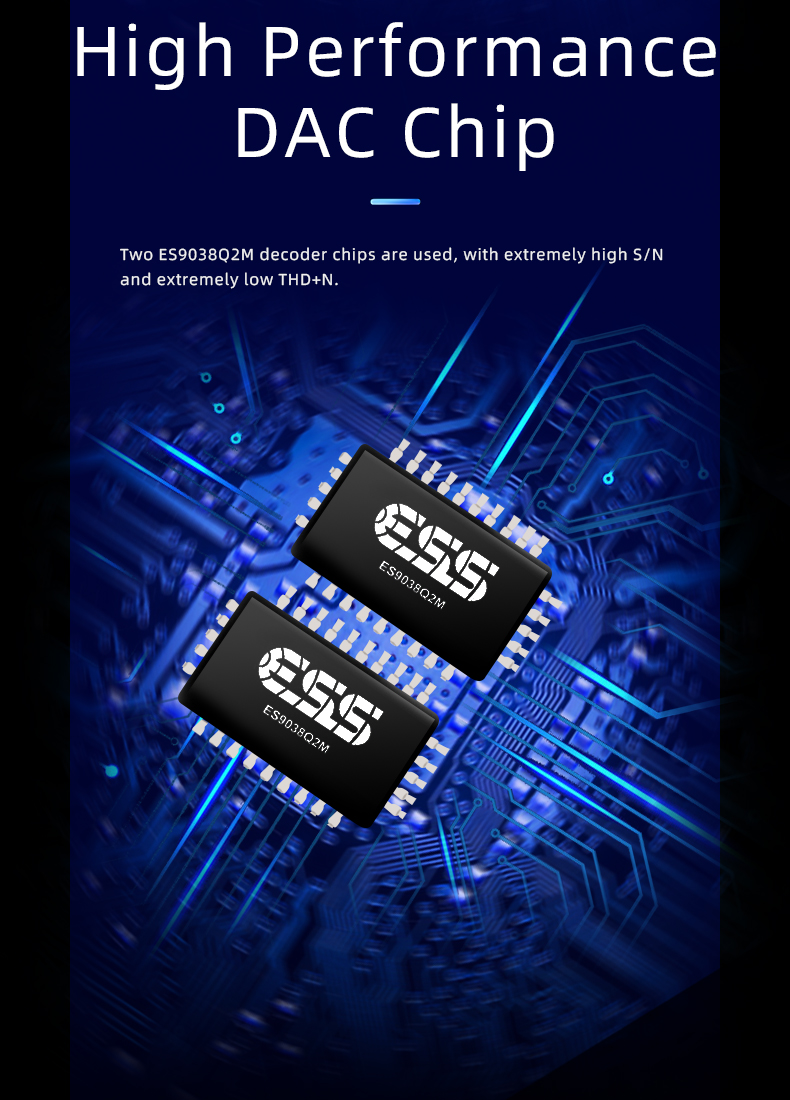 High Performance
DAC Chip
Two ES9038Q2M decoder chips are used, with extremely high S/N
and extremely low THD+N.
ESS
ES9038Q2M
ESS
ES9038Q2M